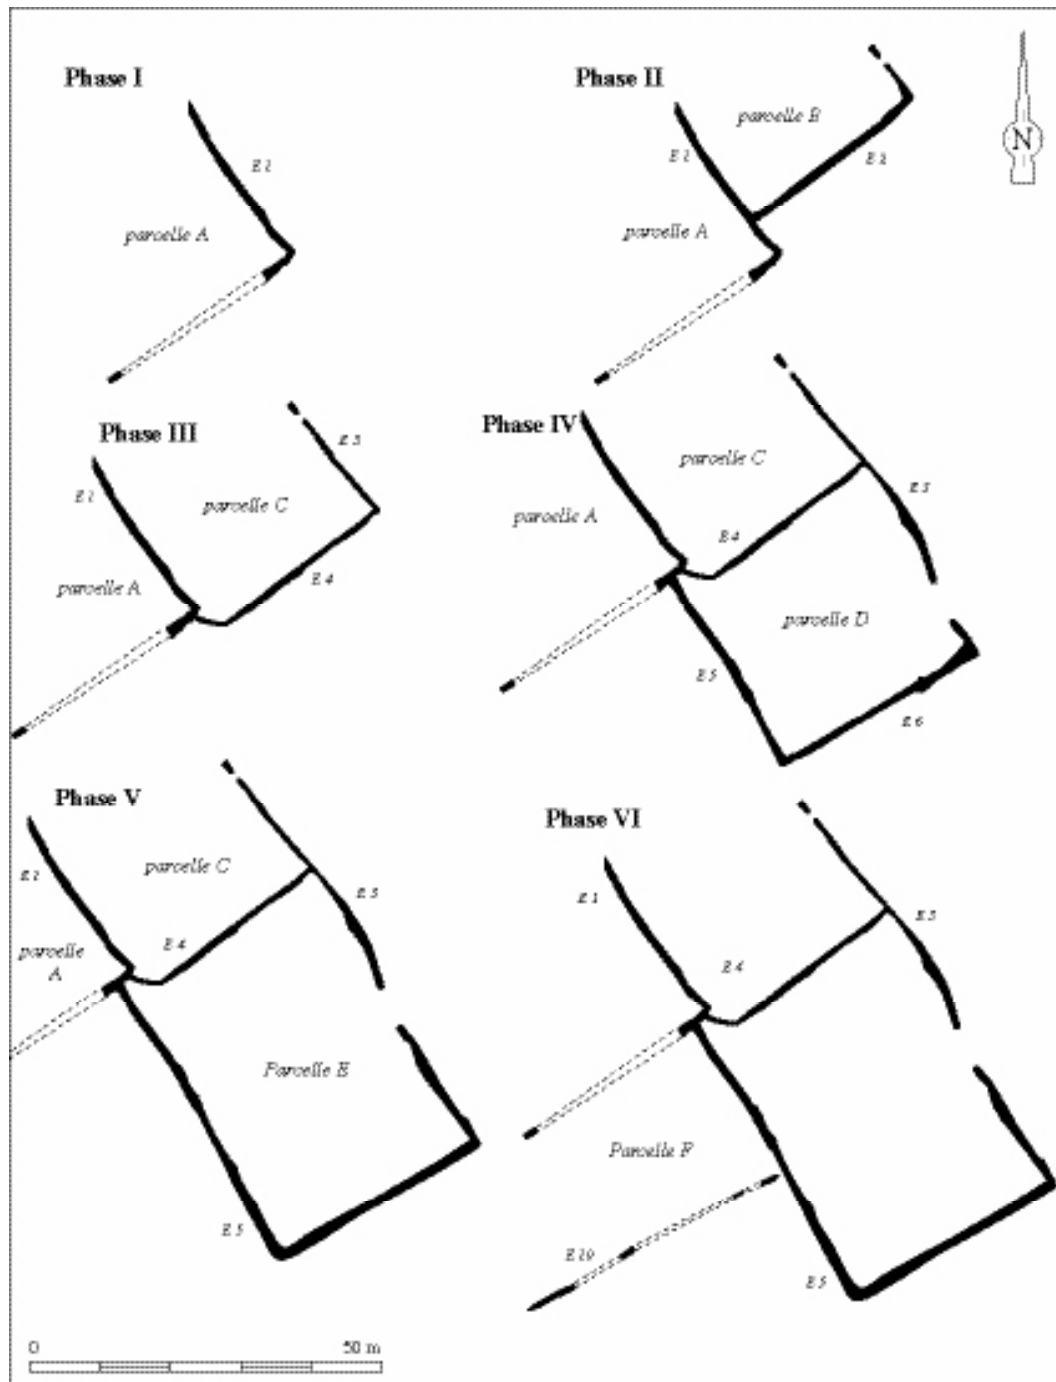 Phase I
E 1
parcelle A
Phase II
parcelle B
E 1
E 2
parcelle A
N
Phase III
E 3
E 1
parcelle C
parcelle A
E 4
Phase IV
parcelle C
parcelle A
E 3
E 4
parcelle D
E 5
E 6
Phase V
parcelle C
E 1
E 3
E 4
parcelle
A
Parcelle E
E 5
Phase VI
E 1
E 3
E 4
Parcelle F
E 10
E 5
0
50 m